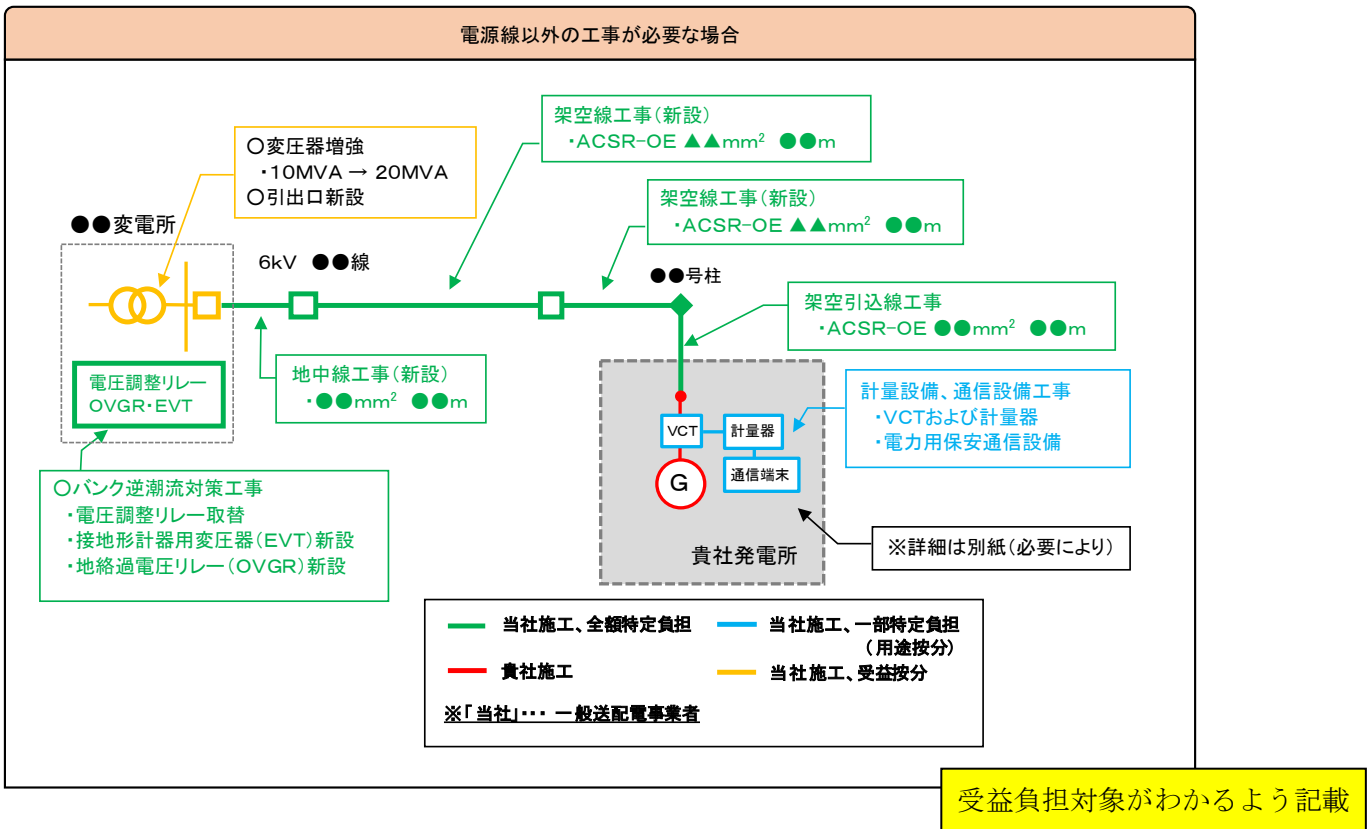 電源線以外の工事が必要な場合
架空線工事(新設)
・ACSR-OE ▲▲mm² ●●m
〇変圧器増強
・10MVA → 20MVA
〇引出口新設
架空線工事(新設)
・ACSR-OE ▲▲mm² ●●m
●●変電所
6kV ●●線
●●号柱
架空引込線工事
・ACSR-OE ●●mm² ●●m
電圧調整リレー
OVGR・EVT
地中線工事(新設)
・●●mm² ●●m
計量設備、通信設備工事
・VCTおよび計量器
・電力用保安通信設備
VCT
計量器
通信端末
G
〇バンク逆潮流対策工事
・電圧調整リレー取替
・接地形計器用変圧器(EVT)新設
・地絡過電圧リレー(OVGR)新設
貴社発電所
※詳細は別紙(必要により)
当社施工、全額特定負担
当社施工、一部特定負担
(用途按分)
貴社施工
当社施工、受益按分
※「当社」・・・ 一般送配電事業者
受益負担対象がわかるよう記載